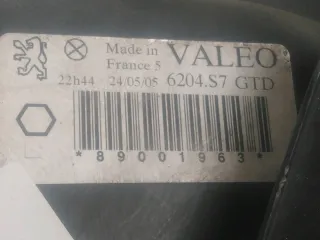 Made in VALEO
France 5
22h44 24/05/05 6204.S7 GTD
*89001963*